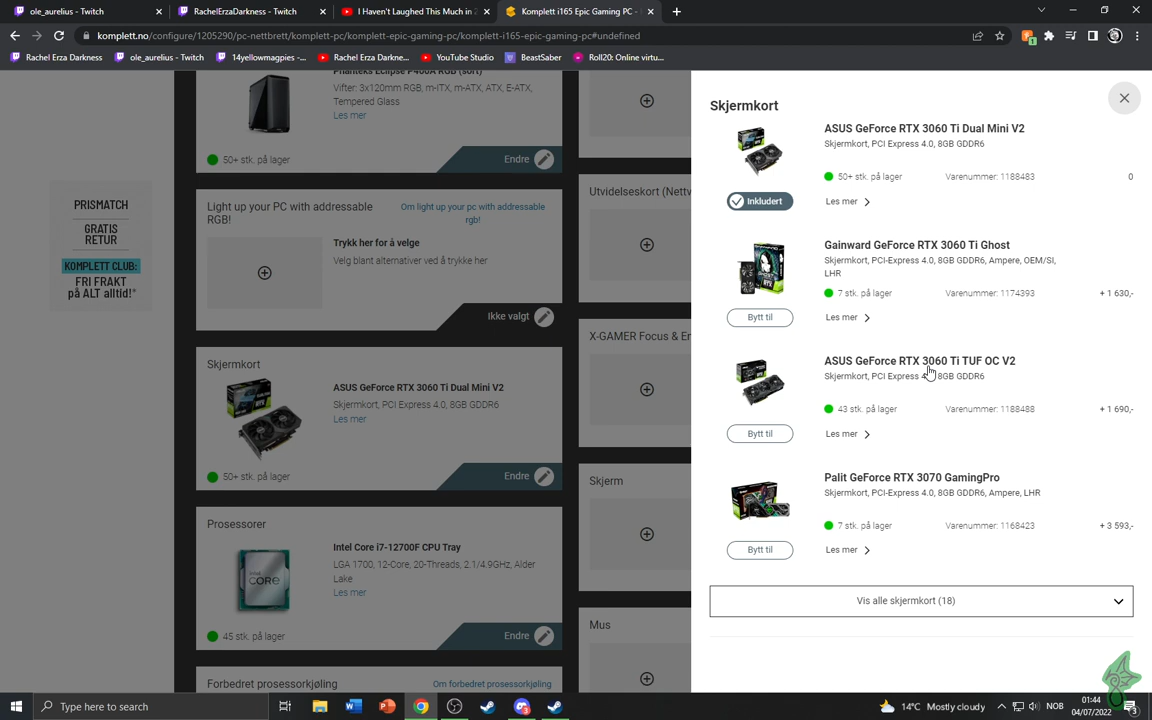 ole_aurelius - Twitch
RachelErzaDarkness - Twitch
I Haven't Laughed This Much in 2
Komplett i165 Epic Gaming PC -
komplett.no/configure/1205290/pc-nettbrett/komplett-pc/komplett-epic-gaming-pc/komplett-i165-epic-gaming-pc#undefined
Rachel Erza Darkness
ole_aurelius - Twitch
14yellowmagpies -...
Rachel Erza Darkne...
YouTube Studio
BeastSaber
Roll20: Online virtu...
PRISMATCH
GRATIS
RETUR
KOMPLETT CLUB:
FRI FRAKT
på ALT alltid!*
Phanteks Eclipse P400A RGB (sort)
Vifter: 3x120mm RGB, m-ITX, m-ATX, ATX, E-ATX,
Tempered Glass
Les mer
50+ stk. på lager
Endre
Light up your PC with addressable
RGB!
Om light up your pc with addressable
rgb!
Trykk her for å velge
Velg blant alternativer ved å trykke her
Ikke valgt
Skjermkort
ASUS GeForce RTX 3060 Ti Dual Mini V2
Skjermkort, PCI Express 4.0, 8GB GDDR6
Les mer
50+ stk. på lager
Endre
Prosessorer
Intel Core i7-12700F CPU Tray
LGA 1700, 12-Core, 20-Threads, 2.1/4.9GHz, Alder
Lake
Les mer
45 stk. på lager
Endre
Forbedret prosessorkjøling
Om forbedret prosessorkjøling
Utvidelseskort (Nettv
X-GAMER Focus & En
Skjerm
Mus
Skjermkort
ASUS GeForce RTX 3060 Ti Dual Mini V2
Skjermkort, PCI Express 4.0, 8GB GDDR6
50+ stk. på lager
Varenummer: 1188483
0
Inkludert
Les mer
Gainward GeForce RTX 3060 Ti Ghost
Skjermkort, PCI-Express 4.0, 8GB GDDR6, Ampere, OEM/SI,
LHR
7 stk. på lager
Varenummer: 1174393
+ 1 630,-
Bytt til
Les mer
ASUS GeForce RTX 3060 Ti TUF OC V2
Skjermkort, PCI Express 8GB GDDR6
43 stk. på lager
Varenummer: 1188488
+ 1 690,-
Bytt til
Les mer
Palit GeForce RTX 3070 GamingPro
Skjermkort, PCI-Express 4.0, 8GB GDDR6, Ampere, LHR
7 stk. på lager
Varenummer: 1168423
+ 3 593,-
Bytt til
Les mer
Vis alle skjermkort (18)
Type here to search
14°C Mostly cloudy
NOB
01:44
04/07/2022